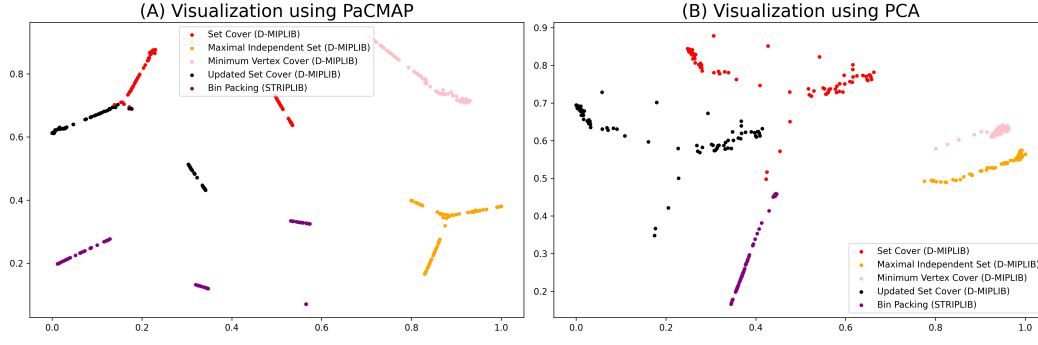 (A) Visualization using PaCMAP
Set Cover (D-MIPLIB)
Maximal Independent Set (D-MIPLIB)
Minimum Vertex Cover (D-MIPLIB)
Updated Set Cover (D-MIPLIB)
Bin Packing (STRIPLIB)
0.8
0.6
0.4
0.2
0.0
0.2
0.4
0.6
0.8
1.0
(B) Visualization using PCA
0.9
0.8
0.7
0.6
0.5
0.4
0.3
0.2
Set Cover (D-MIPLIB)
Maximal Independent Set (D-MIPLIB)
Minimum Vertex Cover (D-MIPLIB)
Updated Set Cover (D-MIPLIB)
Bin Packing (STRIPLIB)
0.0
0.2
0.4
0.6
0.8
1.0